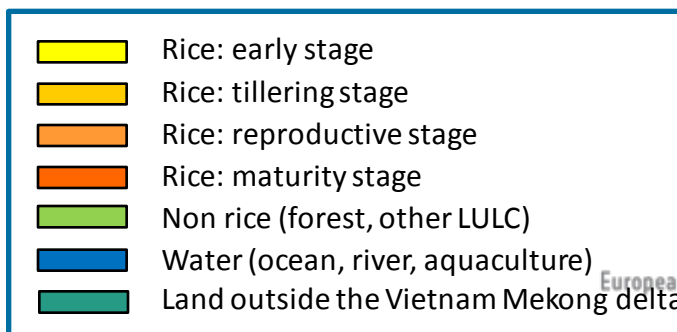 Rice: early stage
Rice: tillering stage
Rice: reproductive stage
Rice: maturity stage
Non rice (forest, other LULC)
Water (ocean, river, aquaculture)
Europea
Land outside the Vietnam Mekong delta